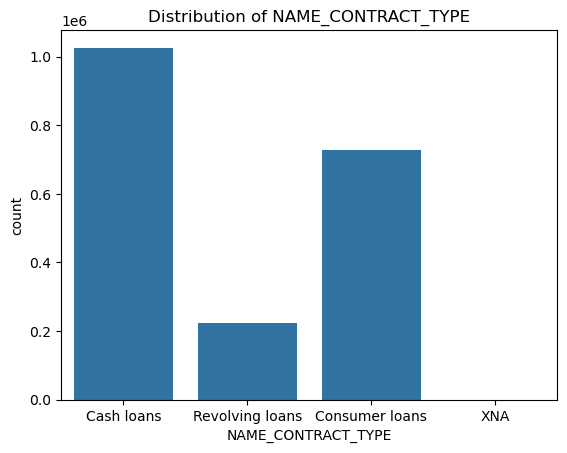 Distribution of NAME_CONTRACT_TYPE
1e6
1.0
0.8
0.6
0.4
0.2
0.0
count
Cash loans Revolving loans Consumer loans XNA
NAME_CONTRACT_TYPE